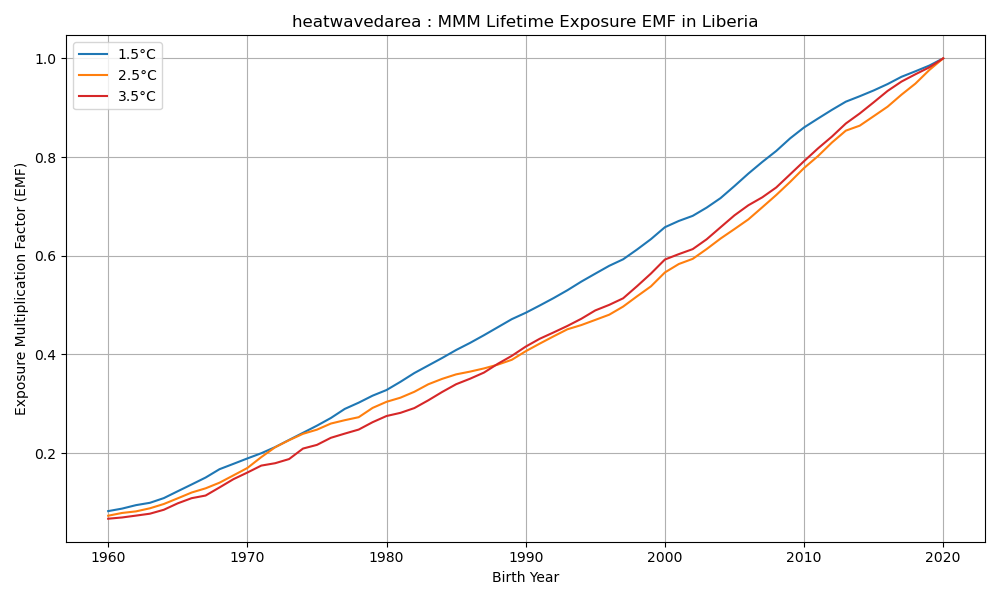 heatwavedarea : MMM Lifetime Exposure EMF in Liberia
1.5°C
2.5°C
3.5°C
Exposure Multiplication Factor (EMF)
1.0
0.8
0.6
0.4
0.2
1960 1970 1980 1990 2000 2010 2020
Birth Year